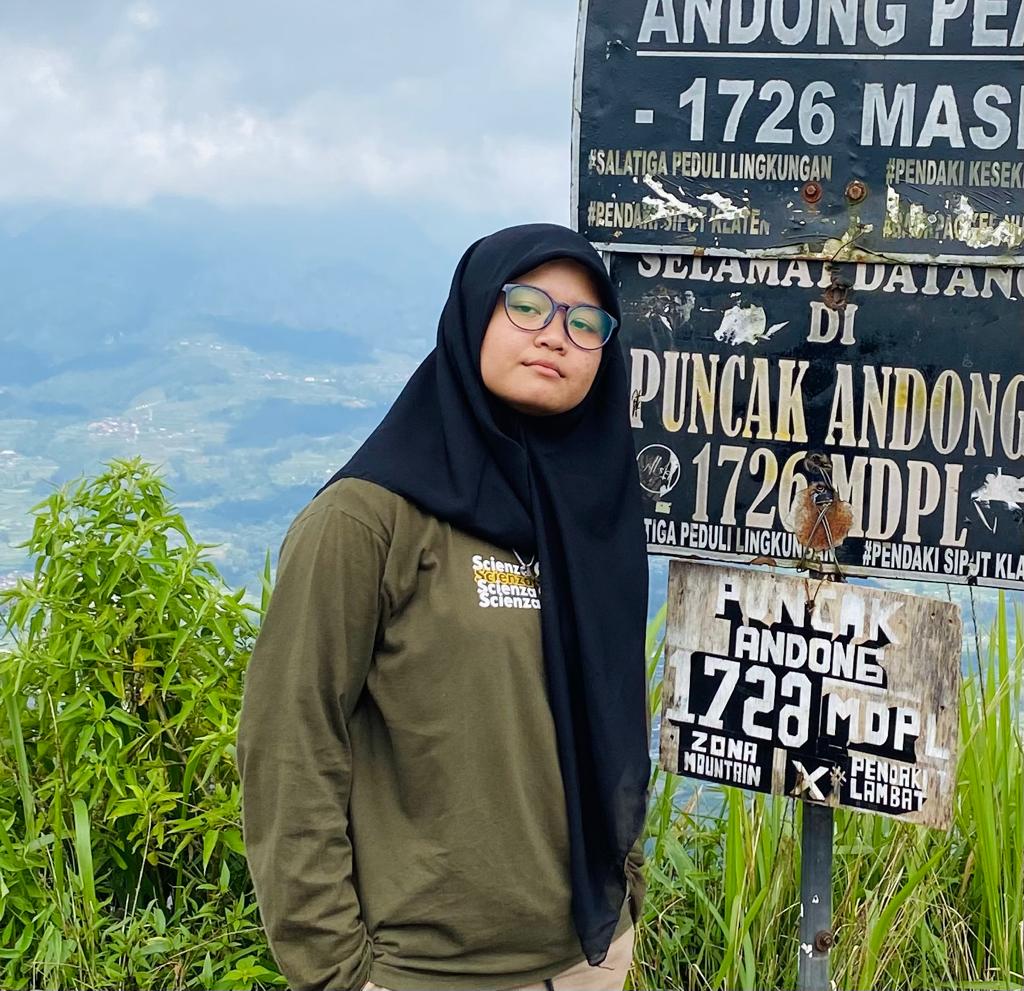 ANDONG PEA
- 1726 MAS
#SALATIGA PEDULI LINGKUNGAN
#PENDAKI KESEK
#PENDAKI SIPUT KLATEN
SELAMAT DATANG
DI
PUNCAK ANDONG
1726 MDPL
TIGA PEDULI LINGKUN
#PENDAKI SIPUT KLA
Scienza
Scienza
Scienza
Scienza
PUNCAK
ANDONG
1726 MDPL
ZONA
MOUNTAIN
X
PENDAKI
LAMBAT